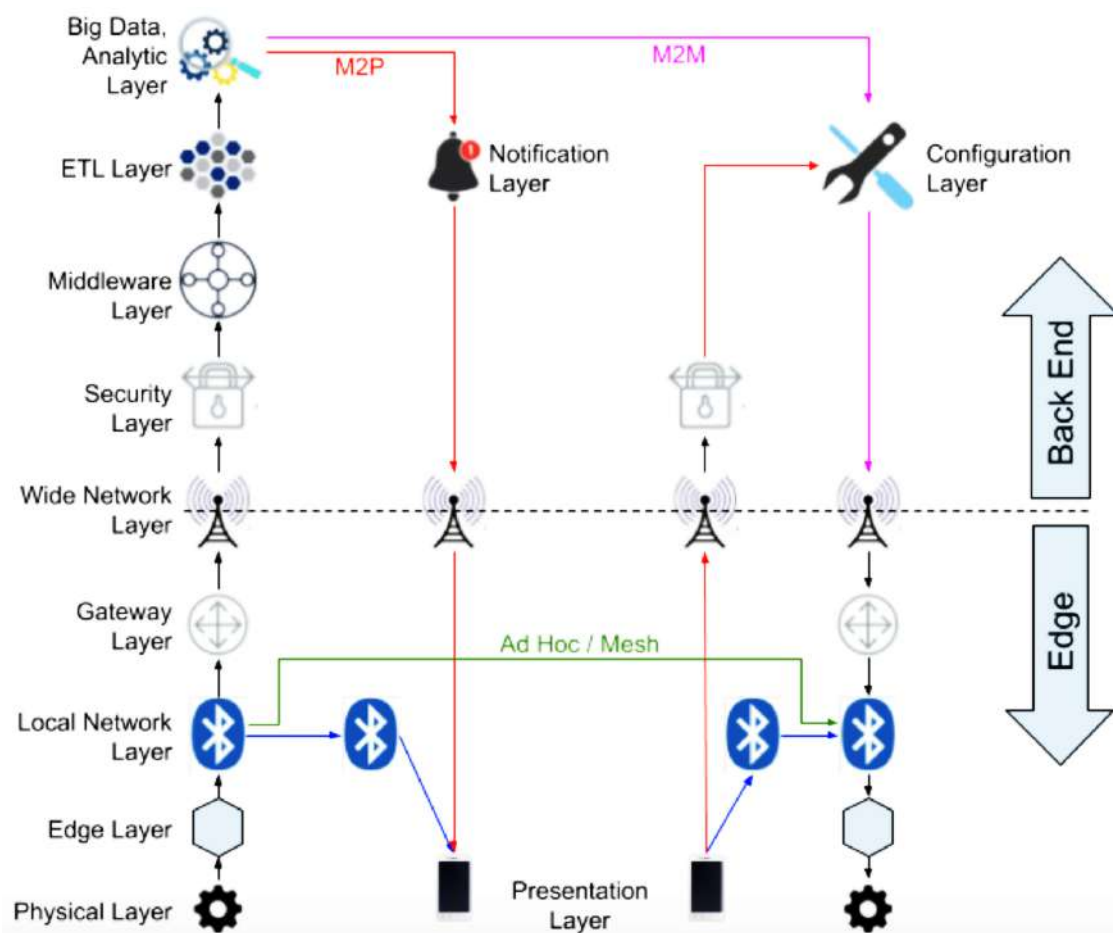 Big Data,
Analytic
Layer
M2P
M2M
ETL Layer
Notification
Layer
Configuration
Layer
Middleware
Layer
Security
Layer
Back End
Wide Network
Layer
Gateway
Layer
Ad Hoc / Mesh
Edge
Local Network
Layer
Edge Layer
Physical Layer
Presentation
Layer